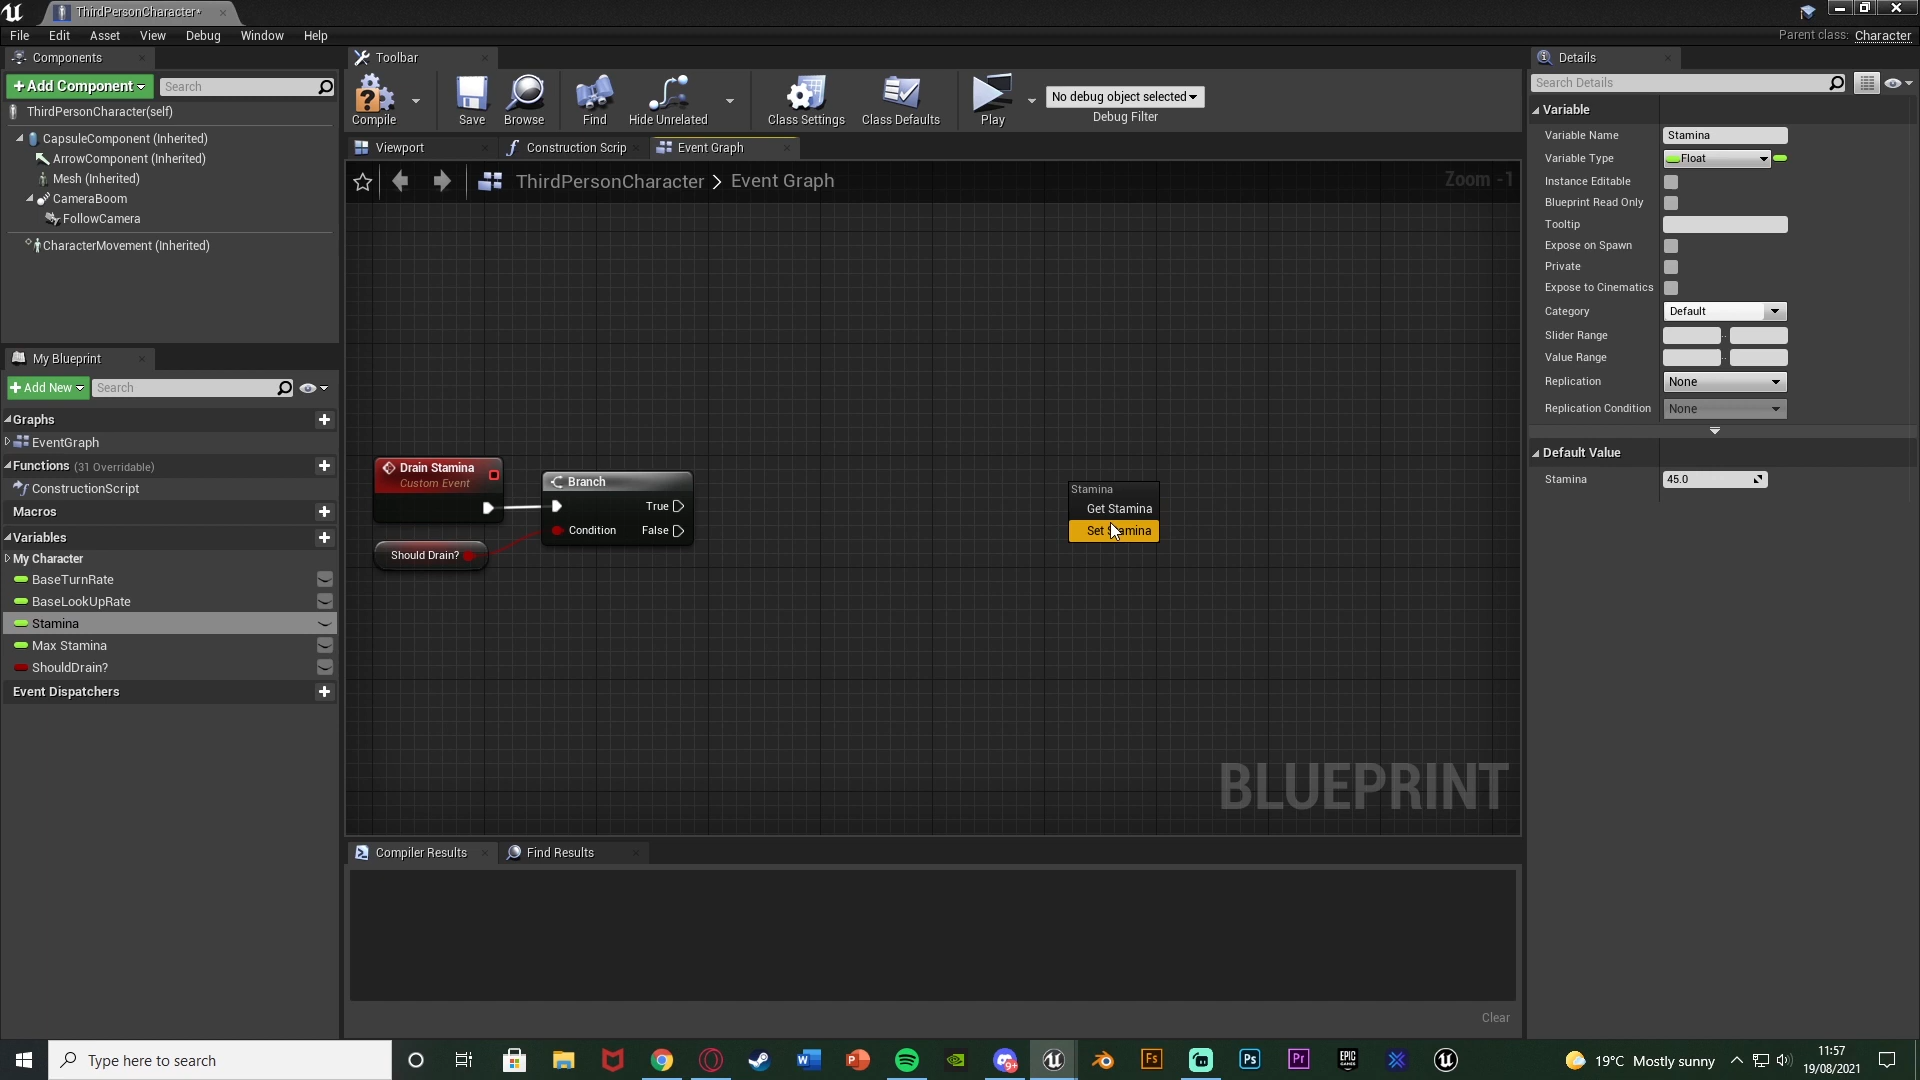 ThirdPersonCharacter*
File Edit Asset View Debug Window Help
Parent class: Character
Components
+Add Component
Search
ThirdPersonCharacter(self)
CapsuleComponent (Inherited)
ArrowComponent (Inherited)
Mesh (Inherited)
CameraBoom
FollowCamera
CharacterMovement (Inherited)
My Blueprint
+Add New
Search
Graphs
EventGraph
Functions (31 Overridable)
ConstructionScript
Macros
Variables
My Character
BaseTurnRate
BaseLookUpRate
Stamina
Max Stamina
ShouldDrain?
Event Dispatchers
Toolbar
Compile Save Browse Find Hide Unrelated Class Settings Class Defaults Play
No debug object selected
Debug Filter
Viewport Construction Scrip Event Graph
ThirdPersonCharacter > Event Graph
Zoom -1
Drain Stamina
Custom Event
Should Drain?
Branch
True
Condition False
Stamina
Get Stamina
Set
BLUEPRINT
Compiler Results Find Results
Clear
Details
Search Details
Variable
Variable Name Stamina
Variable Type Float
Instance Editable
Blueprint Read Only
Tooltip
Expose on Spawn
Private
Expose to Cinematics
Category Default
Slider Range
Value Range
Replication None
Replication Condition None
Default Value
Stamina 45.0
Type here to search
W P 9+ Fs Ps Pr EPIC GAMES
19°C Mostly sunny
11:57
19/08/2021